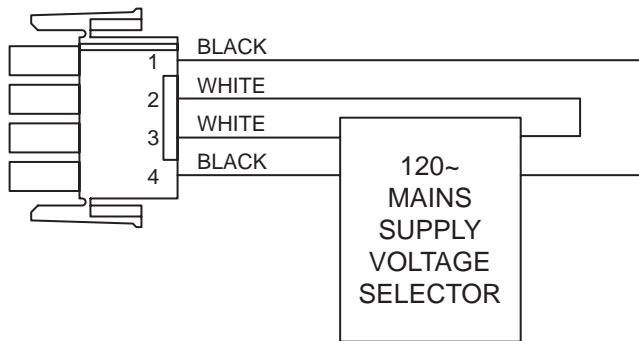 BLACK
1
WHITE
2
WHITE
3
BLACK
4
120~
MAINS
SUPPLY
VOLTAGE
SELECTOR